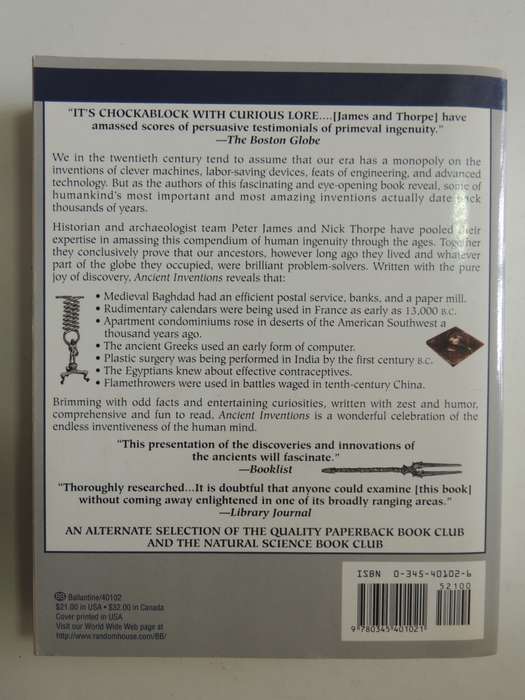 "IT'S CHOCKABLOCK WITH CURIOUS LORE....[James and Thorpe] have
amassed scores of persuasive testimonials of primeval ingenuity."
—The Boston Globe
We in the twentieth century tend to assume that our era has a monopoly on the
inventions of clever machines, labor-saving devices, feats of engineering, and advanced
technology. But as the authors of this fascinating and eye-opening book reveal, some of
humankind's most important and most amazing inventions actually date back
thousands of years.
Historian and archaeologist team Peter James and Nick Thorpe have pooled their
expertise in amassing this compendium of human ingenuity through the ages. Together
they conclusively prove that our ancestors, however long ago they lived and whatever
part of the globe they occupied, were brilliant problem-solvers. Written with the pure
joy of discovery, Ancient Inventions reveals that:
• Medieval Baghdad had an efficient postal service, banks, and a paper mill.
• Rudimentary calendars were being used in France as early as 13,000 B.C.
• Apartment condominiums rose in deserts of the American Southwest a
thousand years ago.
• The ancient Greeks used an early form of computer.
• Plastic surgery was being performed in India by the first century B.C.
• The Egyptians knew about effective contraceptives.
• Flamethrowers were used in battles waged in tenth-century China.
Brimming with odd facts and entertaining curiosities, written with zest and humor,
comprehensive and fun to read, Ancient Inventions is a wonderful celebration of the
endless inventiveness of the human mind.
"This presentation of the discoveries and innovations of
the ancients will fascinate."
—Booklist
"Thoroughly researched...It is doubtful that anyone could examine [this book]
without coming away enlightened in one of its broadly ranging areas."
—Library Journal
AN ALTERNATE SELECTION OF THE QUALITY PAPERBACK BOOK CLUB
AND THE NATURAL SCIENCE BOOK CLUB
ISBN 0-345-40102-6
52100
9 780345 401021
BB Ballantine/40102
$21.00 in USA • $32.00 in Canada
Cover printed in USA
Visit our World Wide Web page at
http://www.randomhouse.com/BB/